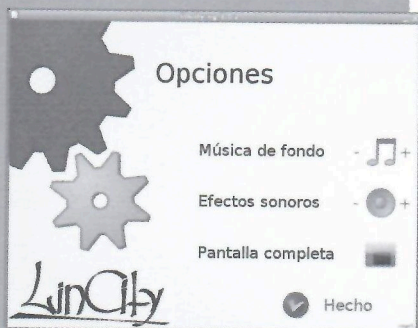 Opciones
Música de fondo - +
Efectos sonoros - +
Pantalla completa
LinCity
Hecho